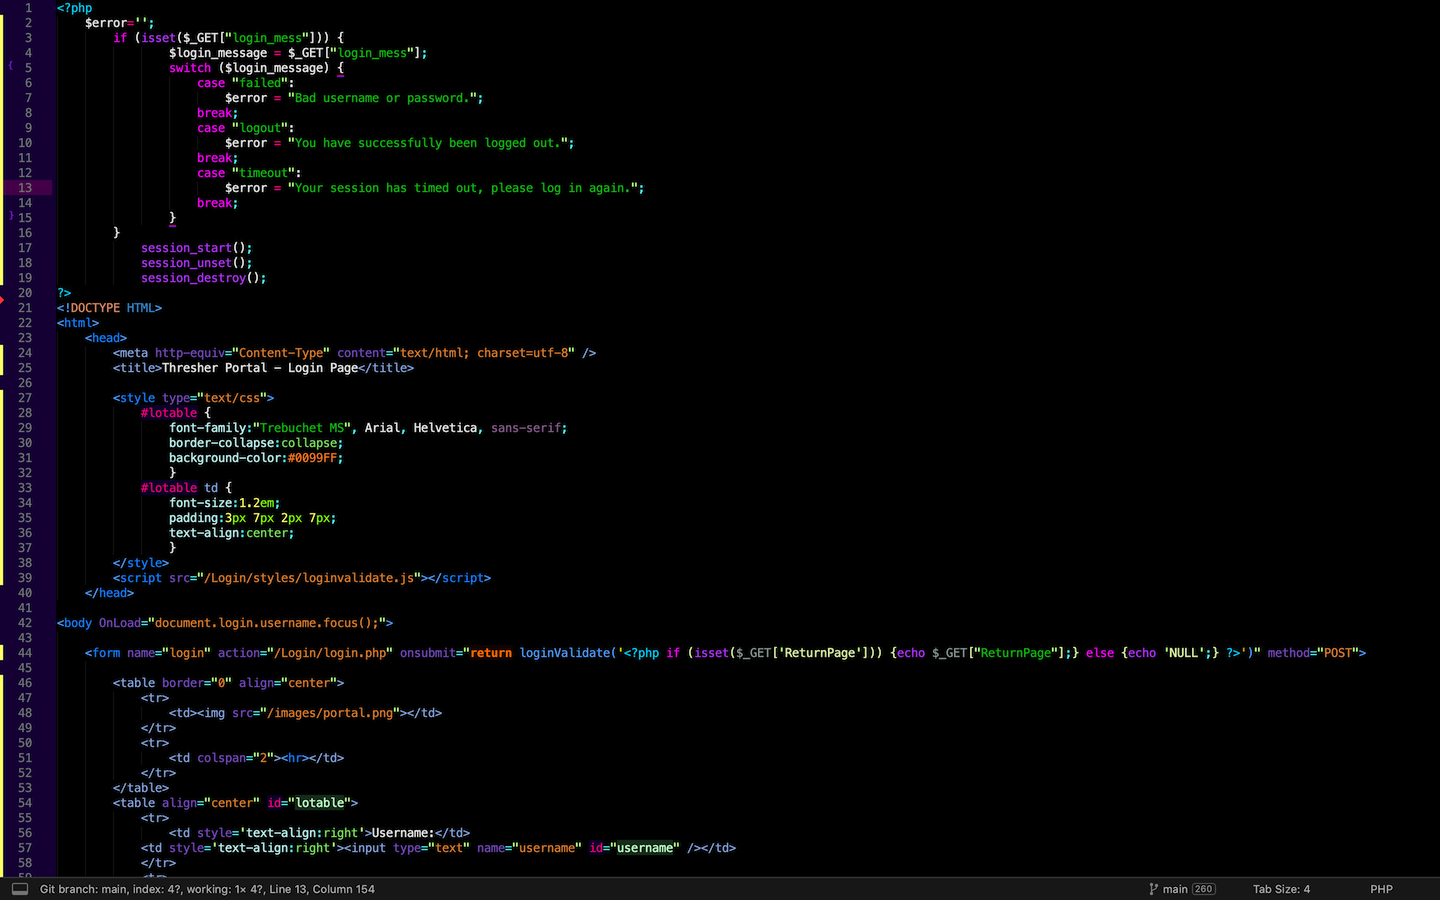 1 <?php
2 $error='';
3 if (isset($_GET["login_mess"])) {
4 $login_message = $_GET["login_mess"];
5 switch ($login_message) {
6 case "failed":
7 $error = "Bad username or password.";
8 break;
9 case "logout":
10 $error = "You have successfully been logged out.";
11 break;
12 case "timeout":
13 $error = "Your session has timed out, please log in again.";
14 break;
15 }
16 }
17 session_start();
18 session_unset();
19 session_destroy();
20 ?>
21 <!DOCTYPE HTML>
22 <html>
23 <head>
24 <meta http-equiv="Content-Type" content="text/html; charset=utf-8" />
25 <title>Thresher Portal - Login Page</title>
26
27 <style type="text/css">
28 #lotable {
29 font-family:"Trebuchet MS", Arial, Helvetica, sans-serif;
30 border-collapse:collapse;
31 background-color:#0099FF;
32 }
33 #lotable td {
34 font-size:1.2em;
35 padding:3px 7px 2px 7px;
36 text-align:center;
37 }
38 </style>
39 <script src="/Login/styles/loginvalidate.js"></script>
40 </head>
41
42 <body OnLoad="document.login.username.focus();">
43
44 <form name="login" action="/Login/login.php" onsubmit="return loginValidate('<?php if (isset($_GET['ReturnPage'])) {echo $_GET["ReturnPage"];} else {echo 'NULL';} ?>')" method="POST">
45
46 <table border="0" align="center">
47 <tr>
48 <td><img src="/images/portal.png"></td>
49 </tr>
50 <tr>
51 <td colspan="2"><hr></td>
52 </tr>
53 </table>
54 <table align="center" id="lotable">
55 <tr>
56 <td style='text-align:right'>Username:</td>
57 <td style='text-align:right'><input type="text" name="username" id="username" /></td>
58 </tr>
Git branch: main, index: 4?, working: 1× 4?, Line 13, Column 154 main 260 Tab Size: 4 PHP